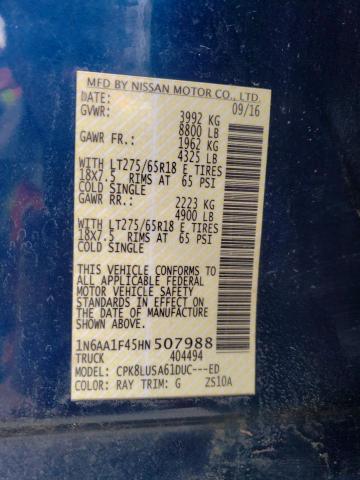 MFD BY NISSAN MOTOR CO., LTD.
DATE: 09/16
GVWR: 3992 KG
8800 LB
GAWR FR.: 1962 KG
4325 LB
WITH LT275/65R18 E TIRES
18X7.5 RIMS AT 65 PSI
COLD SINGLE
GAWR RR.: 2223 KG
4900 LB
WITH LT275/65R18 E TIRES
18X7.5 RIMS AT 65 PSI
COLD SINGLE
THIS VEHICLE CONFORMS TO
ALL APPLICABLE FEDERAL
MOTOR VEHICLE SAFETY
STANDARDS IN EFFECT ON
THE DATE OF MANUFACTURE
SHOWN ABOVE
1N6AA1F45HN507988
TRUCK 404494
MODEL: CPK8LUSA61DUC---ED
COLOR: RAY TRIM: G ZS10A